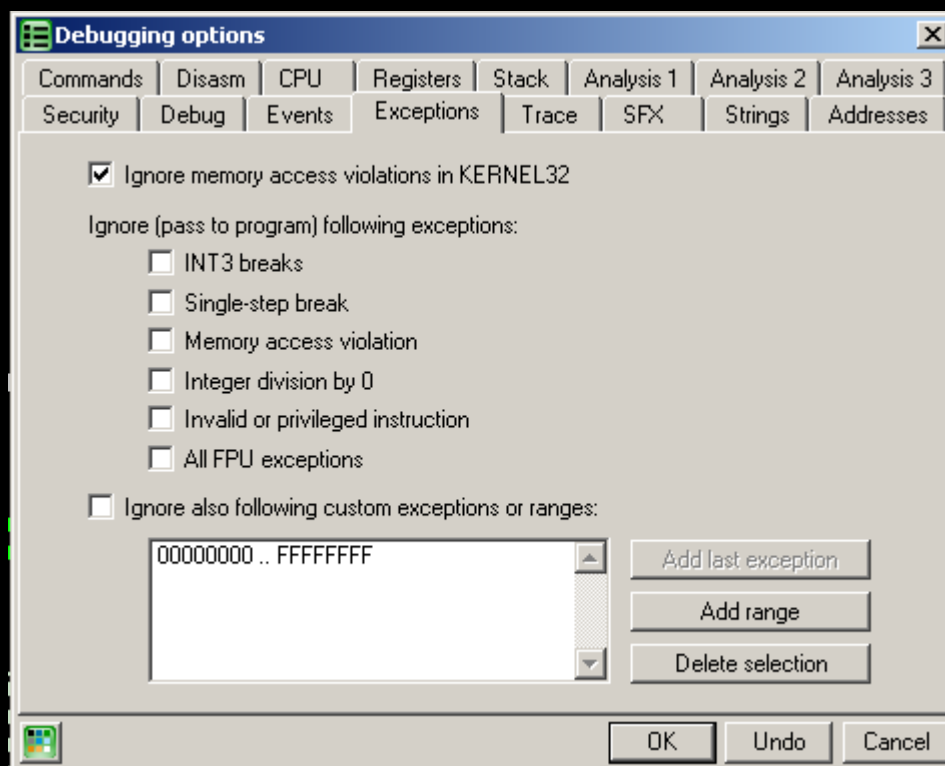 Debugging options
Commands Disasm CPU Registers Stack Analysis 1 Analysis 2 Analysis 3
Security Debug Events Exceptions Trace SFX Strings Addresses
Ignore memory access violations in KERNEL32
Ignore (pass to program) following exceptions:
INT3 breaks
Single-step break
Memory access violation
Integer division by 0
Invalid or privileged instruction
All FPU exceptions
Ignore also following custom exceptions or ranges:
00000000 .. FFFFFFFF
Add last exception
Add range
Delete selection
OK Undo Cancel